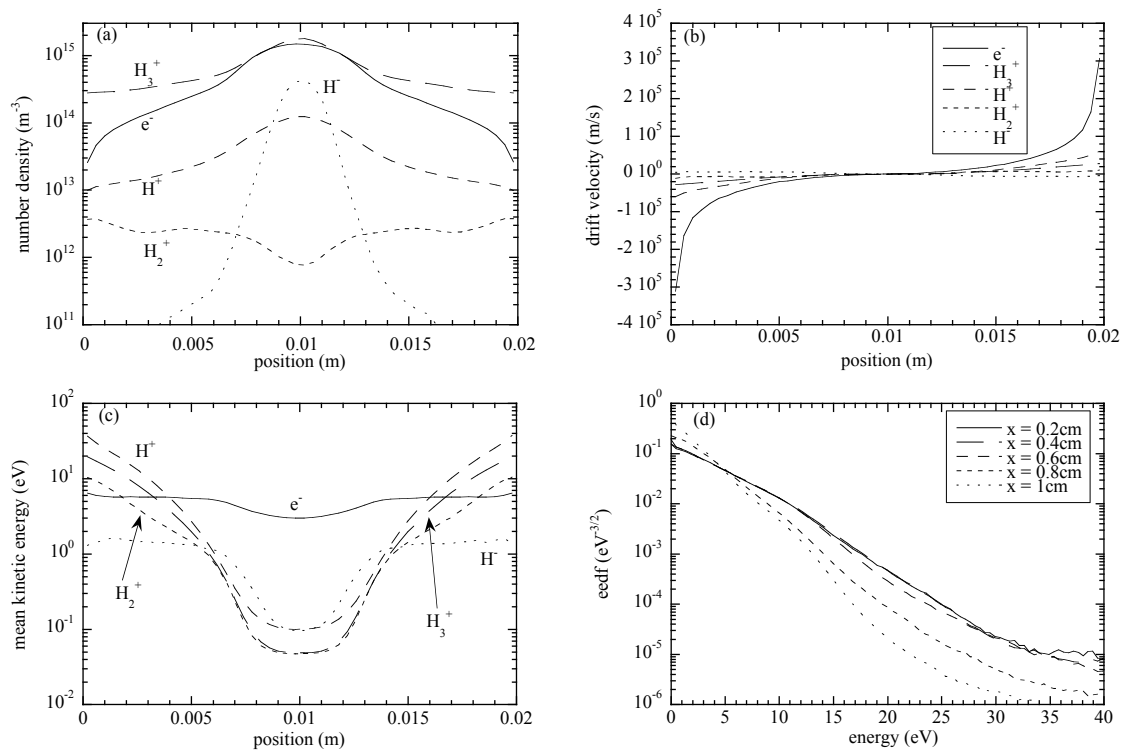 (a)
10^15
10^14
10^13
10^12
10^11
number density (m^-3)
H3^+
e^-
H^+
H2^+
H^-
0
0.005
0.01
0.015
0.02
position (m)
(b)
4 10^5
3 10^5
2 10^5
1 10^5
0 10^0
-1 10^5
-2 10^5
-3 10^5
-4 10^5
drift velocity (m/s)
e^-
H3^+
H^+
H2^+
H^-
0
0.005
0.01
0.015
0.02
position (m)
(c)
10^2
10^1
10^0
10^-1
10^-2
mean kinetic energy (eV)
H^+
e^-
H2^+
H3^+
H^-
0
0.005
0.01
0.015
0.02
position (m)
(d)
10^0
10^-1
10^-2
10^-3
10^-4
10^-5
10^-6
eedf (eV^-3/2)
x = 0.2cm
x = 0.4cm
x = 0.6cm
x = 0.8cm
x = 1cm
0
5
10
15
20
25
30
35
40
energy (eV)